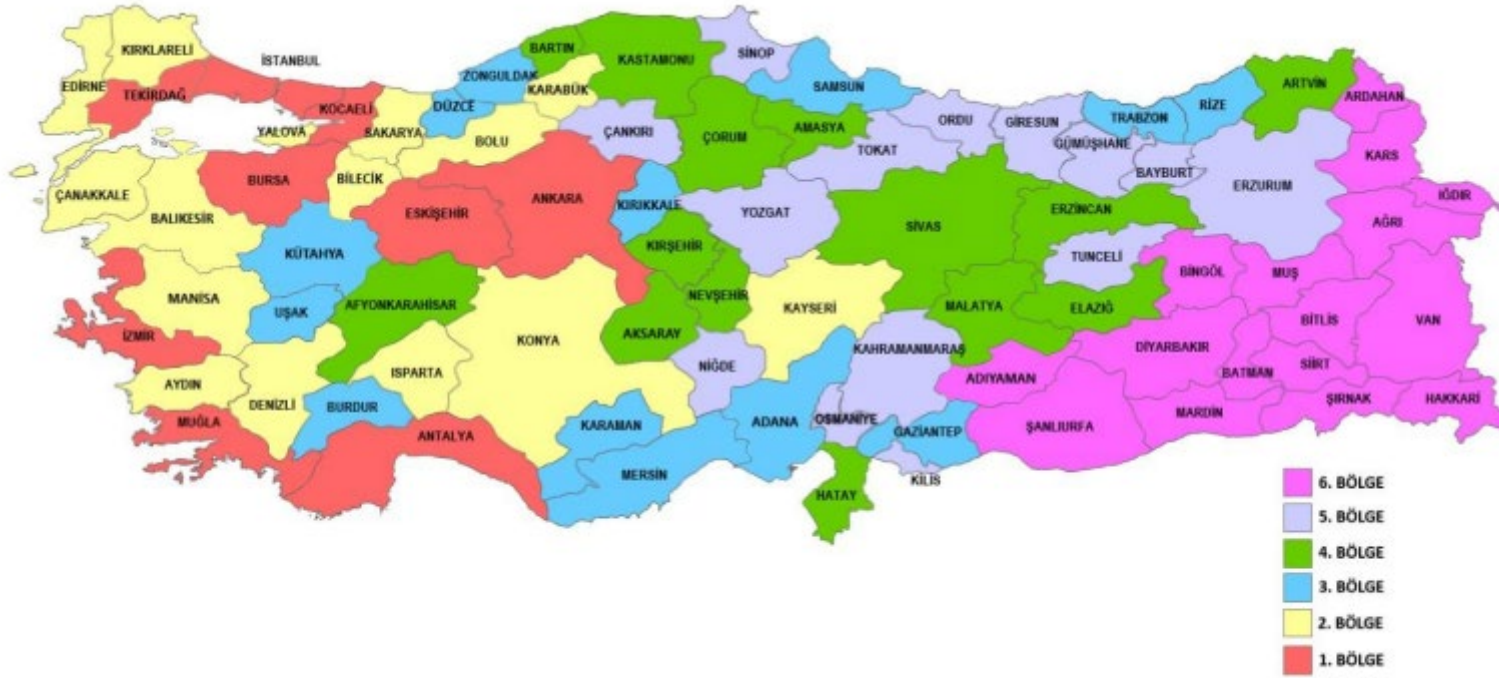 KIRKLARELİ
EDİRNE
TEKİRDAĞ
İSTANBUL
KOCAELİ
YALOVA
SAKARYA
DÜZCE
ZONGULDAK
BARTIN
KARABÜK
KASTAMONU
SİNOP
SAMSUN
BOLU
ÇANKIRI
ÇORUM
AMASYA
TOKAT
ORDU
GİRESUN
GÜMÜŞHANE
TRABZON
RİZE
ARTVİN
ARDAHAN
KARS
BAYBURT
ERZURUM
IĞDIR
AĞRI
ÇANAKKALE
BALIKESİR
BURSA
BİLECİK
ESKİŞEHİR
ANKARA
KIRIKKALE
YOZGAT
SİVAS
ERZİNCAN
TUNCELİ
BİNGÖL
MUŞ
KÜTAHYA
KIRŞEHİR
MANİSA
UŞAK
AFYONKARAHİSAR
NEVŞEHİR
KAYSERİ
MALATYA
ELAZIĞ
BİTLİS
VAN
İZMİR
KONYA
AKSARAY
KAHRAMANMARAŞ
DİYARBAKIR
BATMAN
SİİRT
AYDIN
DENİZLİ
ISPARTA
NİĞDE
ADIYAMAN
ŞIRNAK
HAKKARİ
MUĞLA
BURDUR
ANTALYA
KARAMAN
ADANA
OSMANİYE
GAZİANTEP
ŞANLIURFA
MARDİN
MERSİN
KİLİS
HATAY
6. BÖLGE
5. BÖLGE
4. BÖLGE
3. BÖLGE
2. BÖLGE
1. BÖLGE